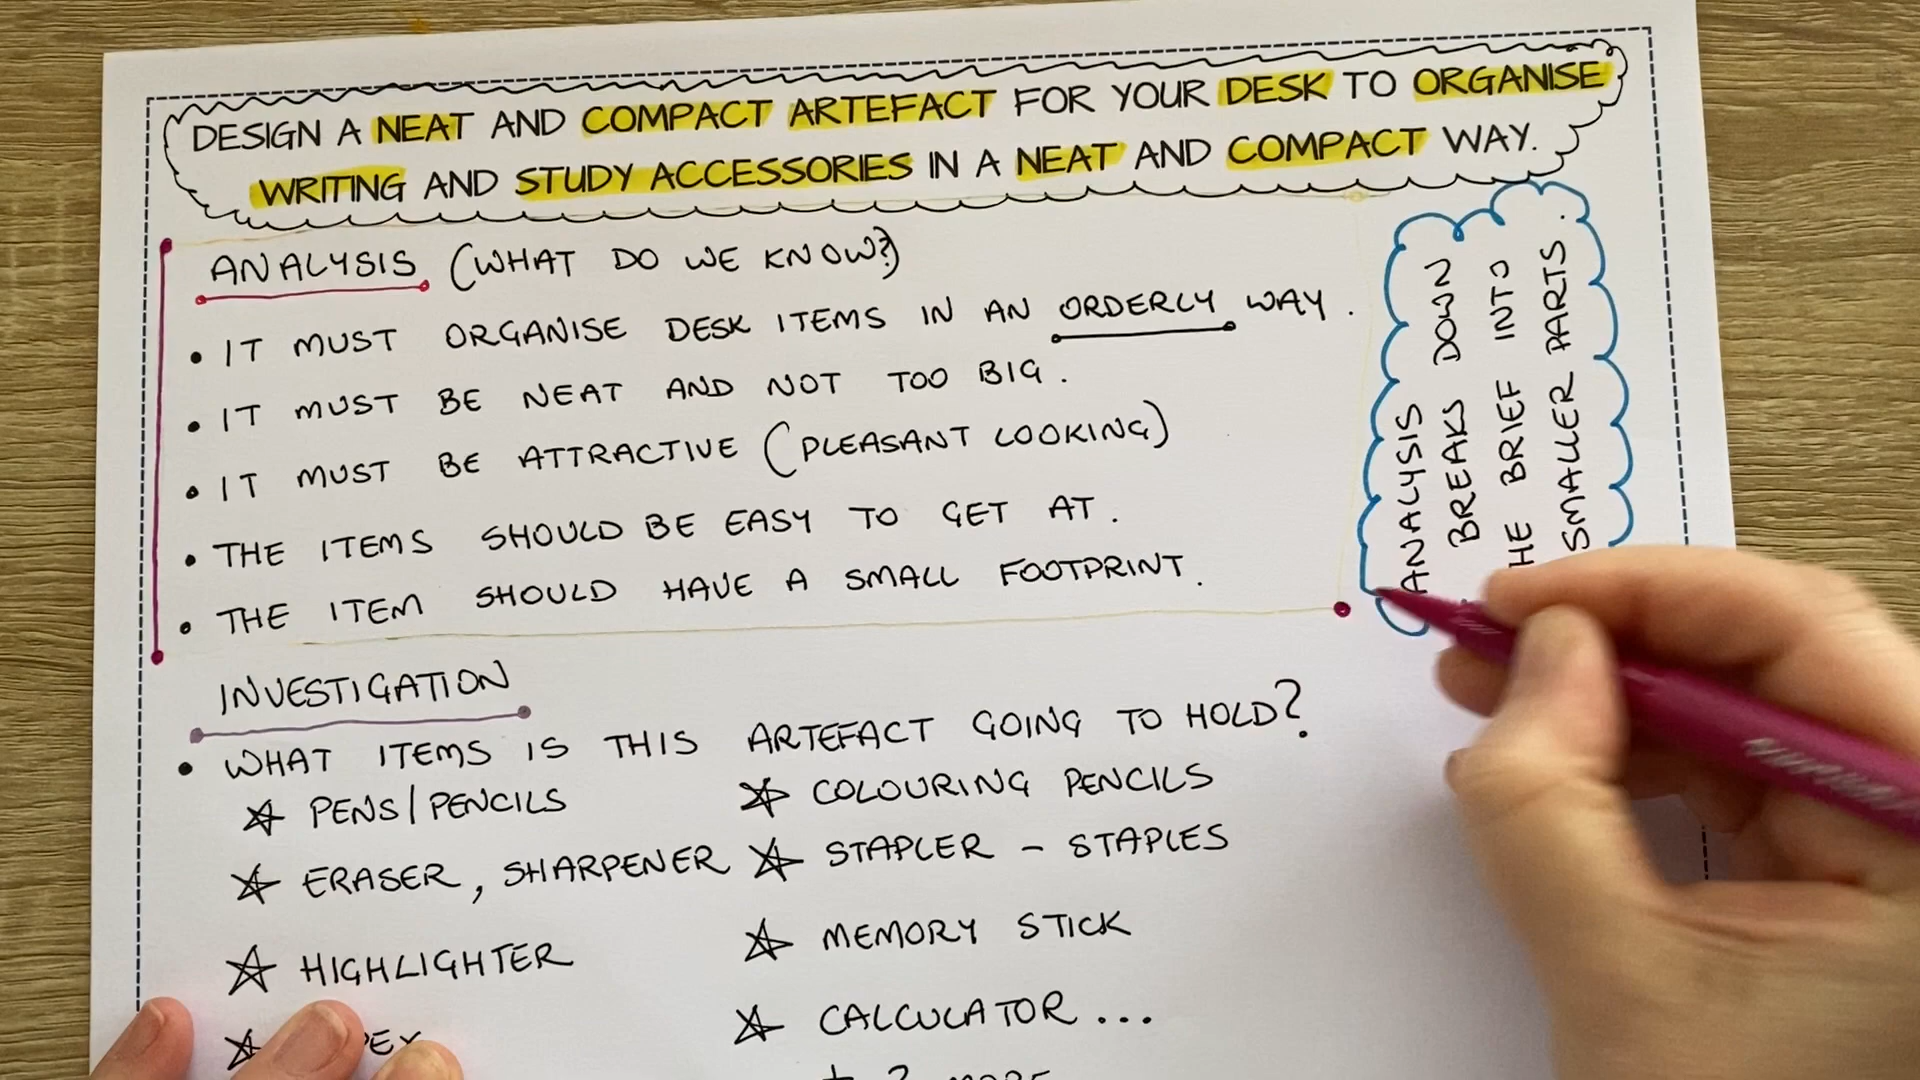 DESIGN A NEAT AND COMPACT ARTEFACT FOR YOUR DESK TO ORGANISE
WRITING AND STUDY ACCESSORIES IN A NEAT AND COMPACT WAY.
ANALYSIS (WHAT DO WE KNOW?)
• IT MUST ORGANISE DESK ITEMS IN AN ORDERLY WAY.
• IT MUST BE NEAT AND NOT TOO BIG.
• IT MUST BE ATTRACTIVE (PLEASANT LOOKING)
• THE ITEMS SHOULD BE EASY TO GET AT.
• THE ITEM SHOULD HAVE A SMALL FOOTPRINT.
ANALYSIS
BREAKS DOWN
HE BRIEF INTO
SMALLER PARTS.
INVESTIGATION
• WHAT ITEMS IS THIS ARTEFACT GOING TO HOLD?
☆ PENS/PENCILS
☆ ERASER, SHARPENER
☆ HIGHLIGHTER
☆ COLOURING PENCILS
☆ STAPLER - STAPLES
☆ MEMORY STICK
☆ CALCULATOR...